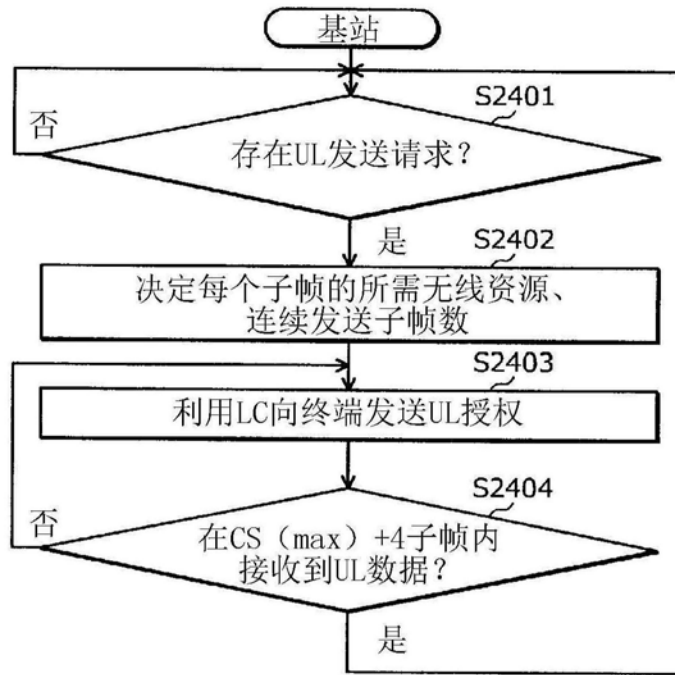 基站
S2401
否
存在UL发送请求?
是
S2402
决定每个子帧的所需无线资源、
连续发送子帧数
S2403
利用LC向终端发送UL授权
S2404
否
在CS（max）+4子帧内
接收到UL数据?
是